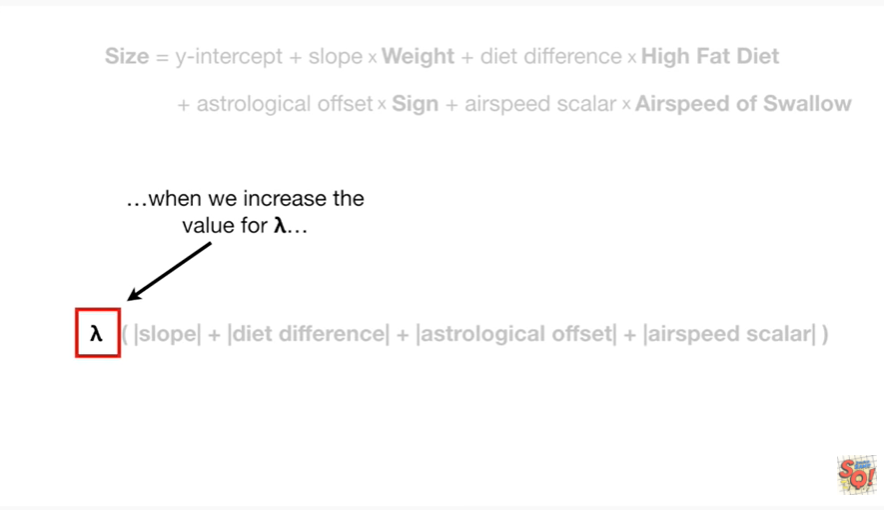 Size = y-intercept + slope x Weight + diet difference x High Fat Diet
+ astrological offset x Sign + airspeed scalar x Airspeed of Swallow
…when we increase the
value for λ…
λ ( |slope| + |diet difference| + |astrological offset| + |airspeed scalar| )
SQ!